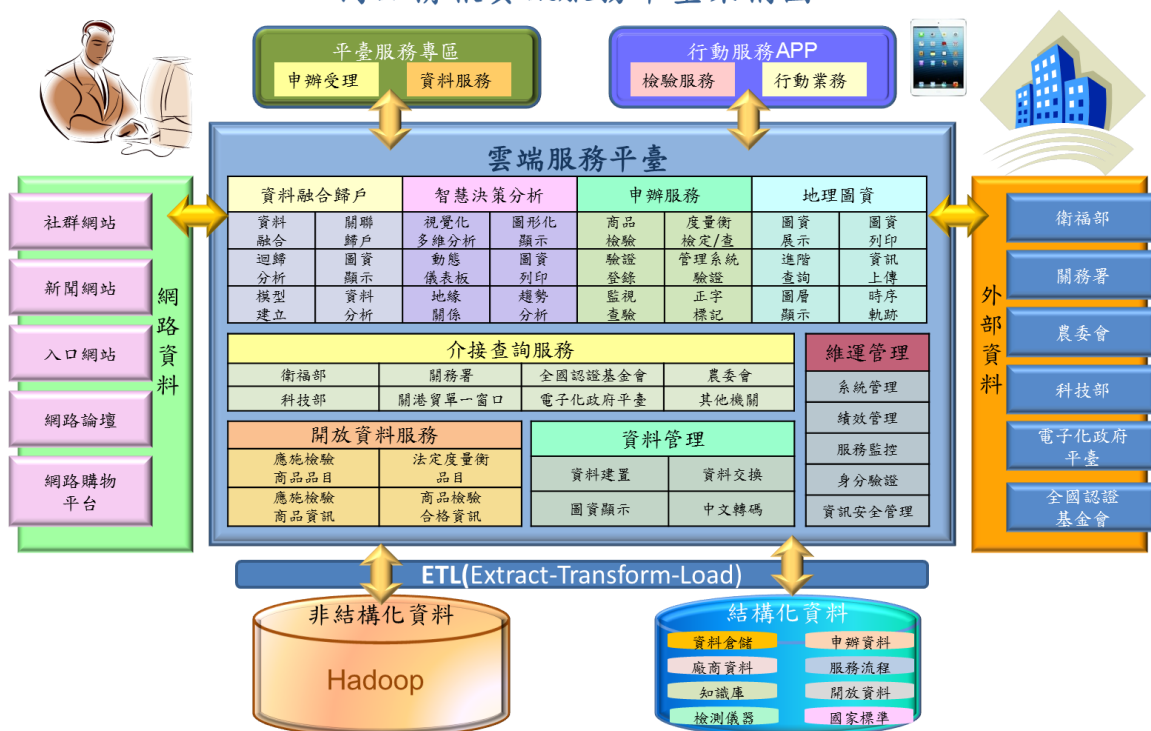 平臺服務專區
申辦受理
資料服務
行動服務APP
檢驗服務
行動業務
雲端服務平臺
網路資料
社群網站
新聞網站
入口網站
網路論壇
網路購物
平台
資料融合歸戶
資料
融合
關聯
歸戶
迴歸
分析
圖資
顯示
模型
建立
資料
分析
智慧決策分析
視覺化
多維分析
圖形化
顯示
動態
儀表板
圖資
列印
地緣
關係
趨勢
分析
申辦服務
商品
檢驗
度量衡
檢定/查
驗證
登錄
管理系統
驗證
監視
查驗
正字
標記
地理圖資
圖資
展示
圖資
列印
進階
查詢
資訊
上傳
圖層
顯示
時序
軌跡
介接查詢服務
衛福部
關務署
全國認證基金會
農委會
科技部
關港貿單一窗口
電子化政府平臺
其他機關
維運管理
系統管理
績效管理
服務監控
身分驗證
資訊安全管理
開放資料服務
應施檢驗
商品品目
法定度量衡
品目
應施檢驗
商品資訊
商品檢驗
合格資訊
資料管理
資料建置
資料交換
圖資顯示
中文轉碼
外部資料
衛福部
關務署
農委會
科技部
電子化政府
平臺
全國認證
基金會
ETL(Extract-Transform-Load)
非結構化資料
Hadoop
結構化資料
資料倉儲
申辦資料
廠商資料
服務流程
知識庫
開放資料
檢測儀器
國家標準